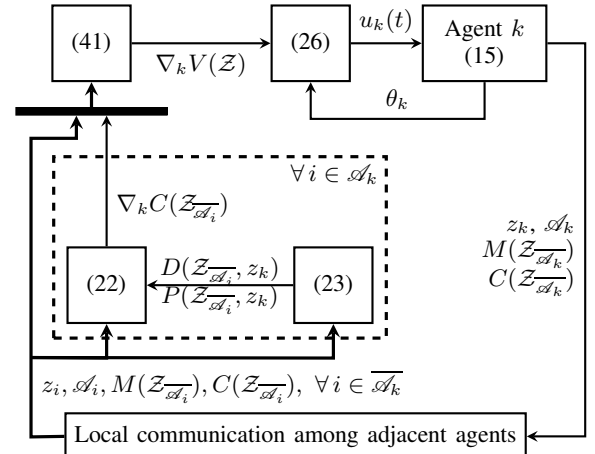 (41)
∇ₖV(𝒵)
(26)
uₖ(t)
Agent k
(15)
θₖ
∀ i ∈ 𝒜ₖ
∇ₖC(𝒵_{\overline{𝒜ᵢ}})
zₖ, 𝒜ₖ
M(𝒵_{\overline{𝒜ₖ}})
C(𝒵_{\overline{𝒜ₖ}})
(22)
D(𝒵_{\overline{𝒜ᵢ}}, zₖ)
P(𝒵_{\overline{𝒜ᵢ}}, zₖ)
(23)
zᵢ, 𝒜ᵢ, M(𝒵_{\overline{𝒜ᵢ}}), C(𝒵_{\overline{𝒜ᵢ}}), ∀ i ∈ \overline{𝒜ₖ}
Local communication among adjacent agents